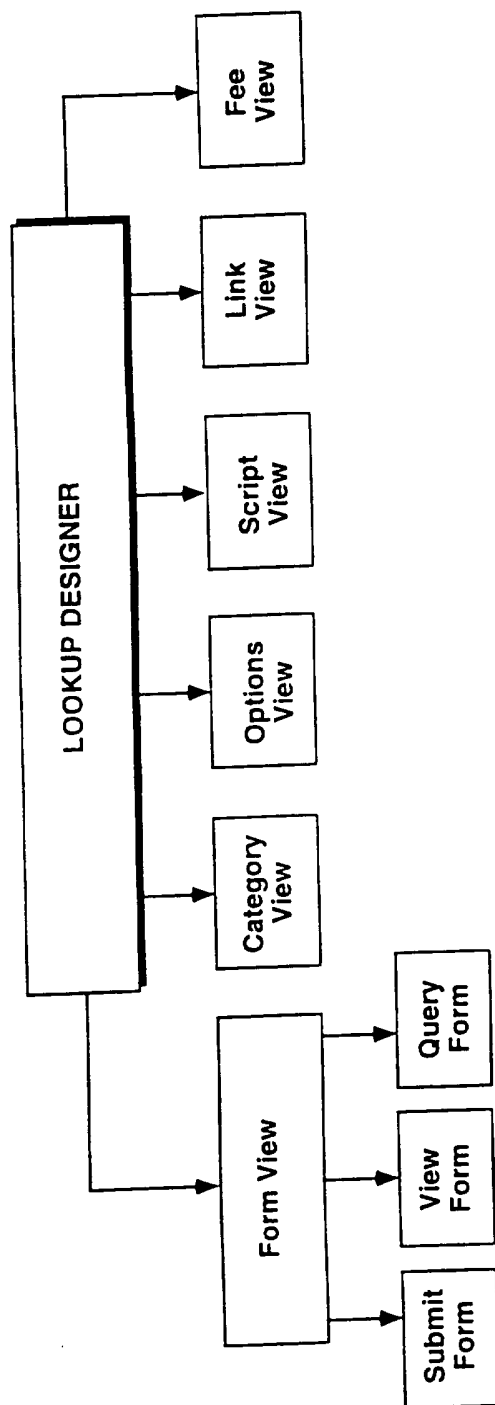 LOOKUP DESIGNER
Form View
Category
View
Options
View
Script
View
Link
View
Fee
View
Submit
Form
View
Form
Query
Form